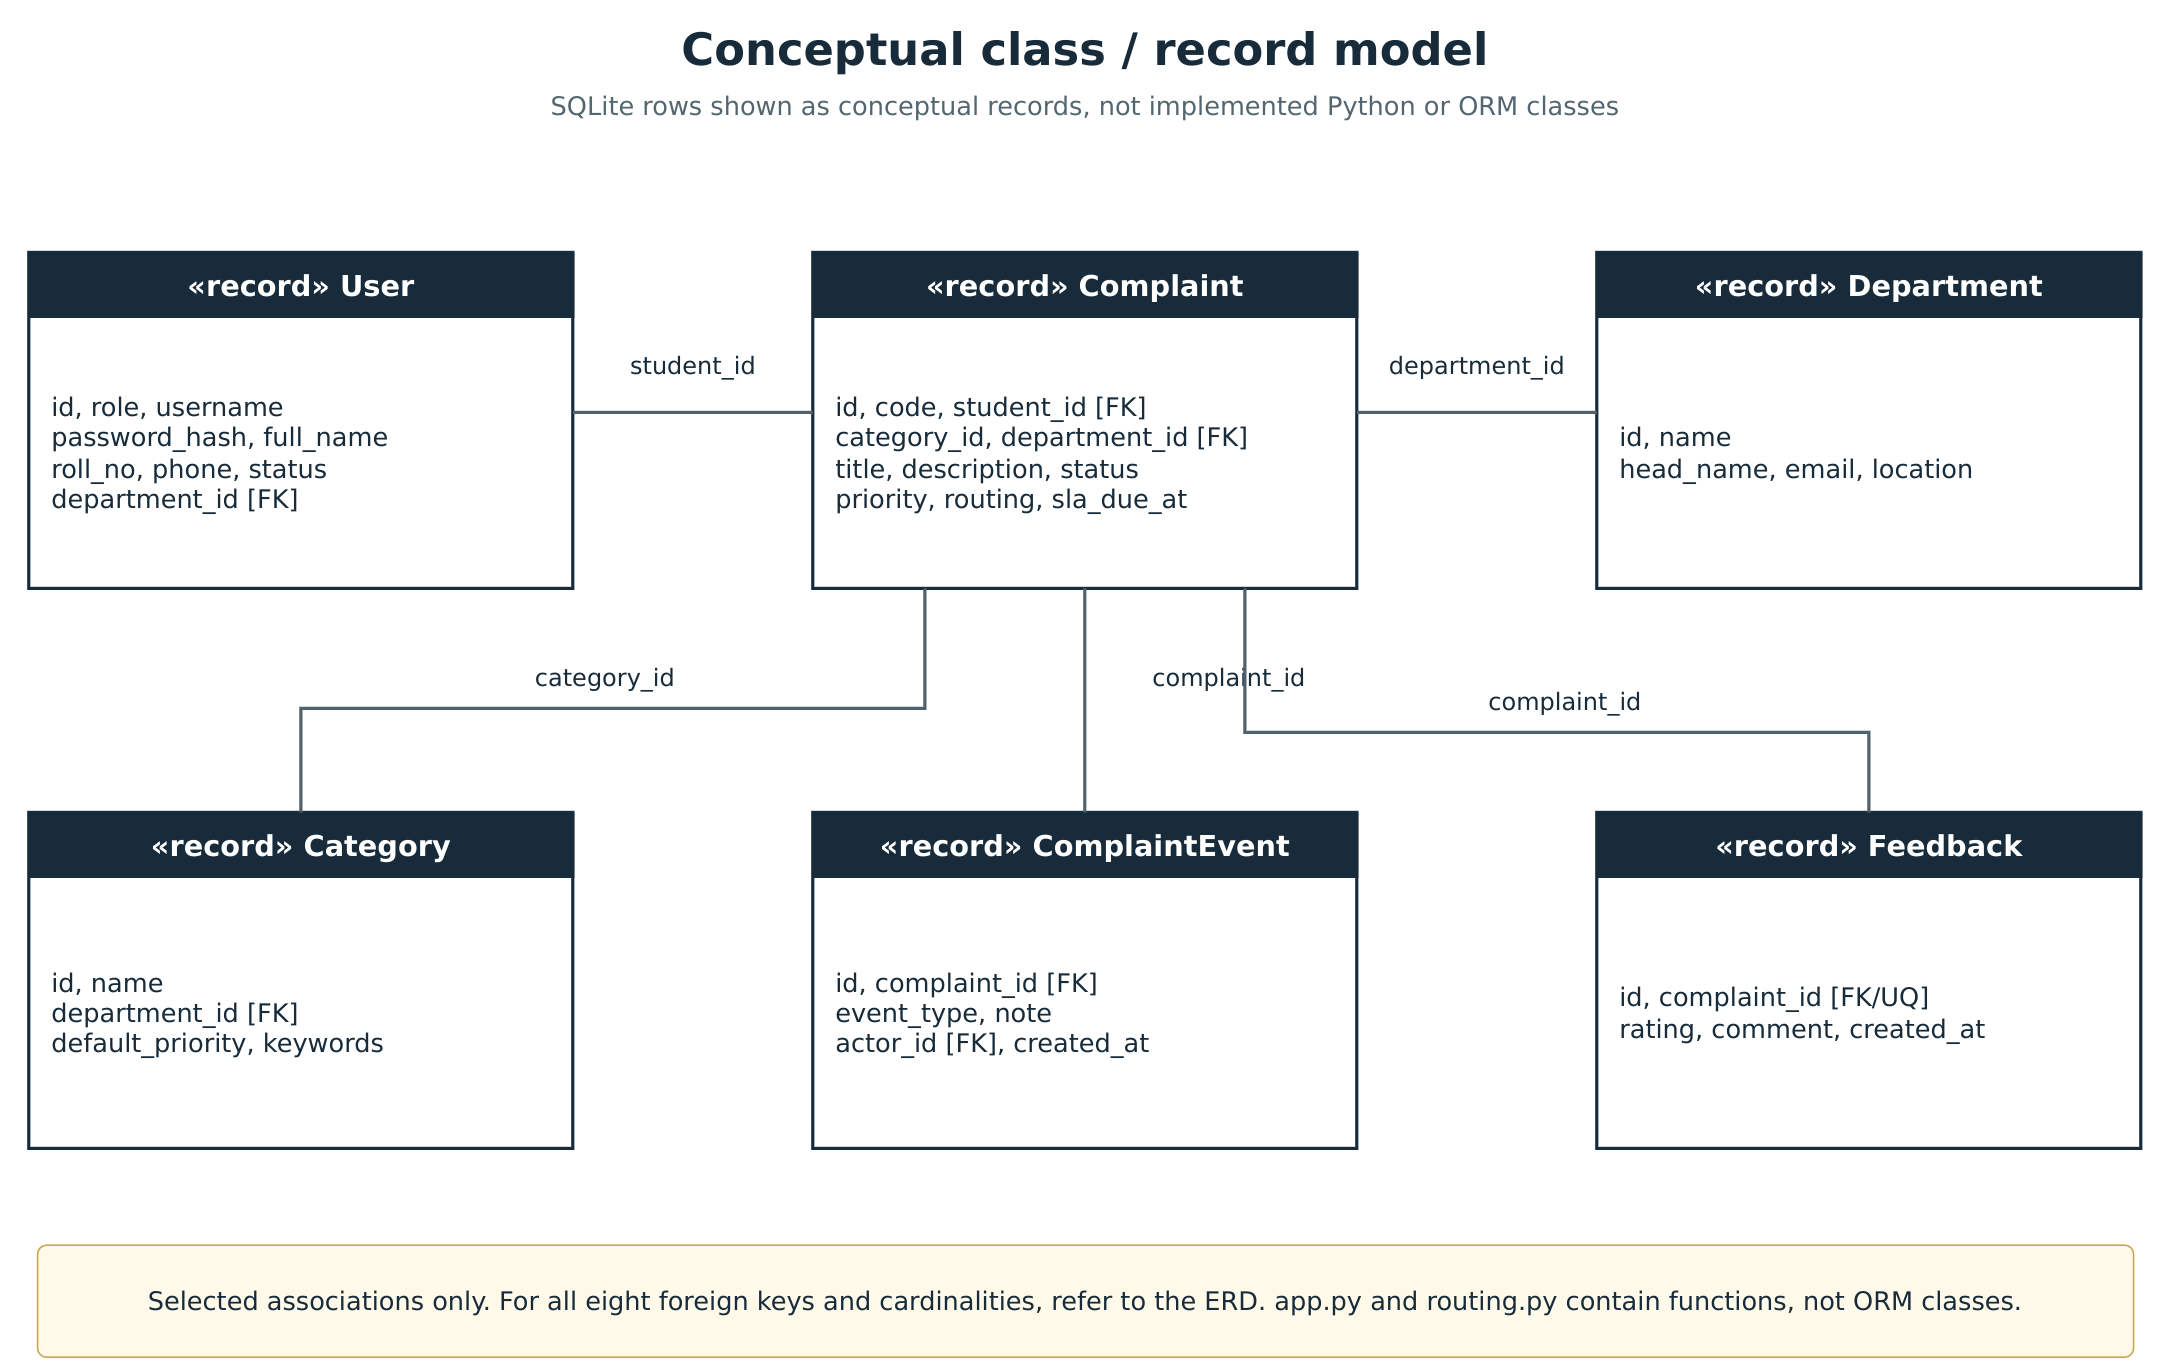 Conceptual class / record model
SQLite rows shown as conceptual records, not implemented Python or ORM classes
«record» User
id, role, username
password_hash, full_name
roll_no, phone, status
department_id [FK]
student_id
«record» Complaint
id, code, student_id [FK]
category_id, department_id [FK]
title, description, status
priority, routing, sla_due_at
department_id
«record» Department
id, name
head_name, email, location
category_id
complaint_id
complaint_id
«record» Category
id, name
department_id [FK]
default_priority, keywords
«record» ComplaintEvent
id, complaint_id [FK]
event_type, note
actor_id [FK], created_at
«record» Feedback
id, complaint_id [FK/UQ]
rating, comment, created_at
Selected associations only. For all eight foreign keys and cardinalities, refer to the ERD. app.py and routing.py contain functions, not ORM classes.